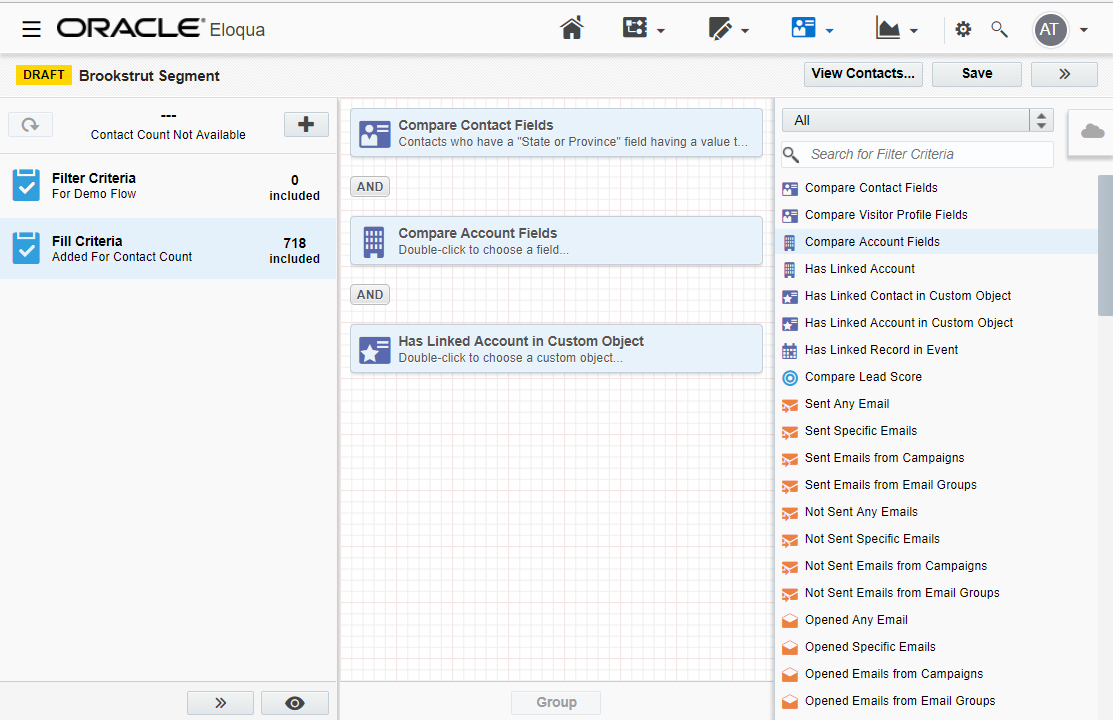 ORACLE® Eloqua
AT
DRAFT Brookstrut Segment
View Contacts...
Save
---
Contact Count Not Available
Filter Criteria
For Demo Flow
0
included
Fill Criteria
Added For Contact Count
718
included
Compare Contact Fields
Contacts who have a "State or Province" field having a value t...
AND
Compare Account Fields
Double-click to choose a field...
AND
Has Linked Account in Custom Object
Double-click to choose a custom object...
Group
All
Search for Filter Criteria
Compare Contact Fields
Compare Visitor Profile Fields
Compare Account Fields
Has Linked Account
Has Linked Contact in Custom Object
Has Linked Account in Custom Object
Has Linked Record in Event
Compare Lead Score
Sent Any Email
Sent Specific Emails
Sent Emails from Campaigns
Sent Emails from Email Groups
Not Sent Any Emails
Not Sent Specific Emails
Not Sent Emails from Campaigns
Not Sent Emails from Email Groups
Opened Any Email
Opened Specific Emails
Opened Emails from Campaigns
Opened Emails from Email Groups